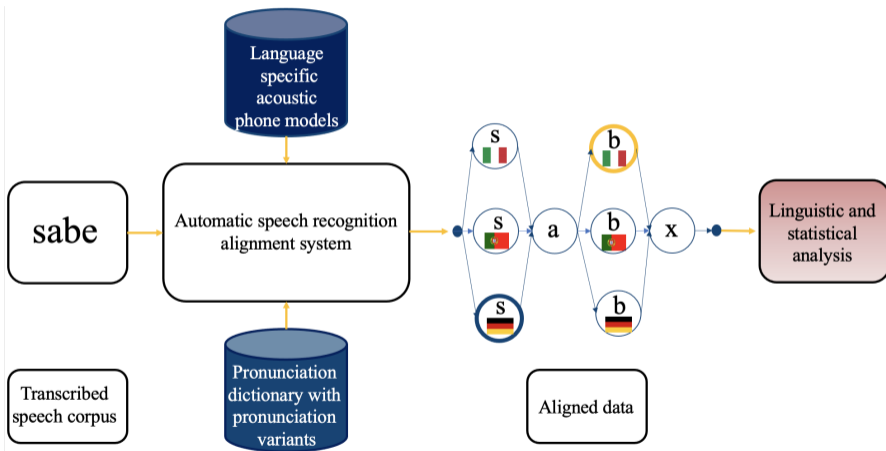 Language
specific
acoustic
phone models
sabe
Automatic speech recognition
alignment system
s
s
s
a
b
b
b
x
Linguistic and
statistical
analysis
Transcribed
speech corpus
Pronunciation
dictionary with
pronunciation
variants
Aligned data